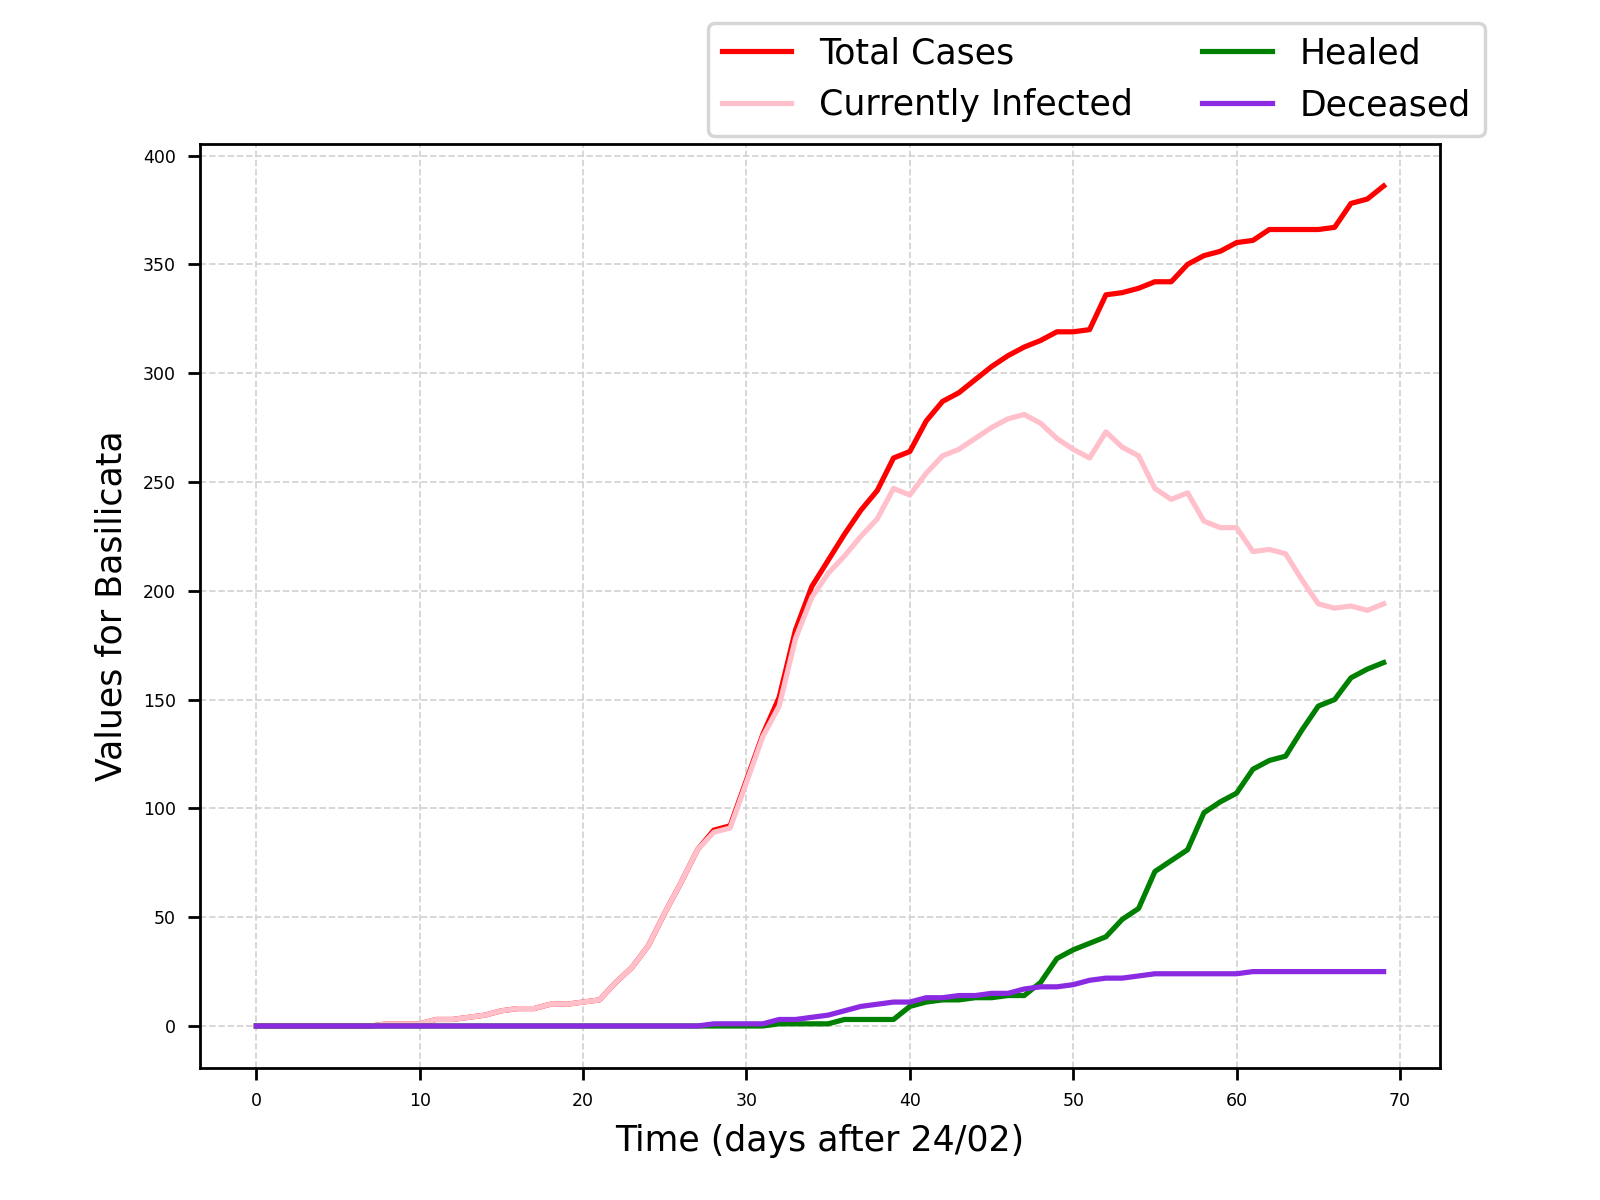 Total Cases
Currently Infected
Healed
Deceased
400
350
300
250
200
150
100
50
0
Values for Basilicata
0 10 20 30 40 50 60 70
Time (days after 24/02)